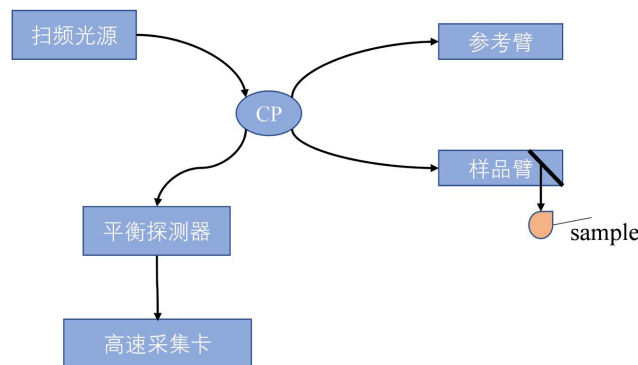 扫频光源
参考臂
CP
样品臂
平衡探测器
sample
高速采集卡